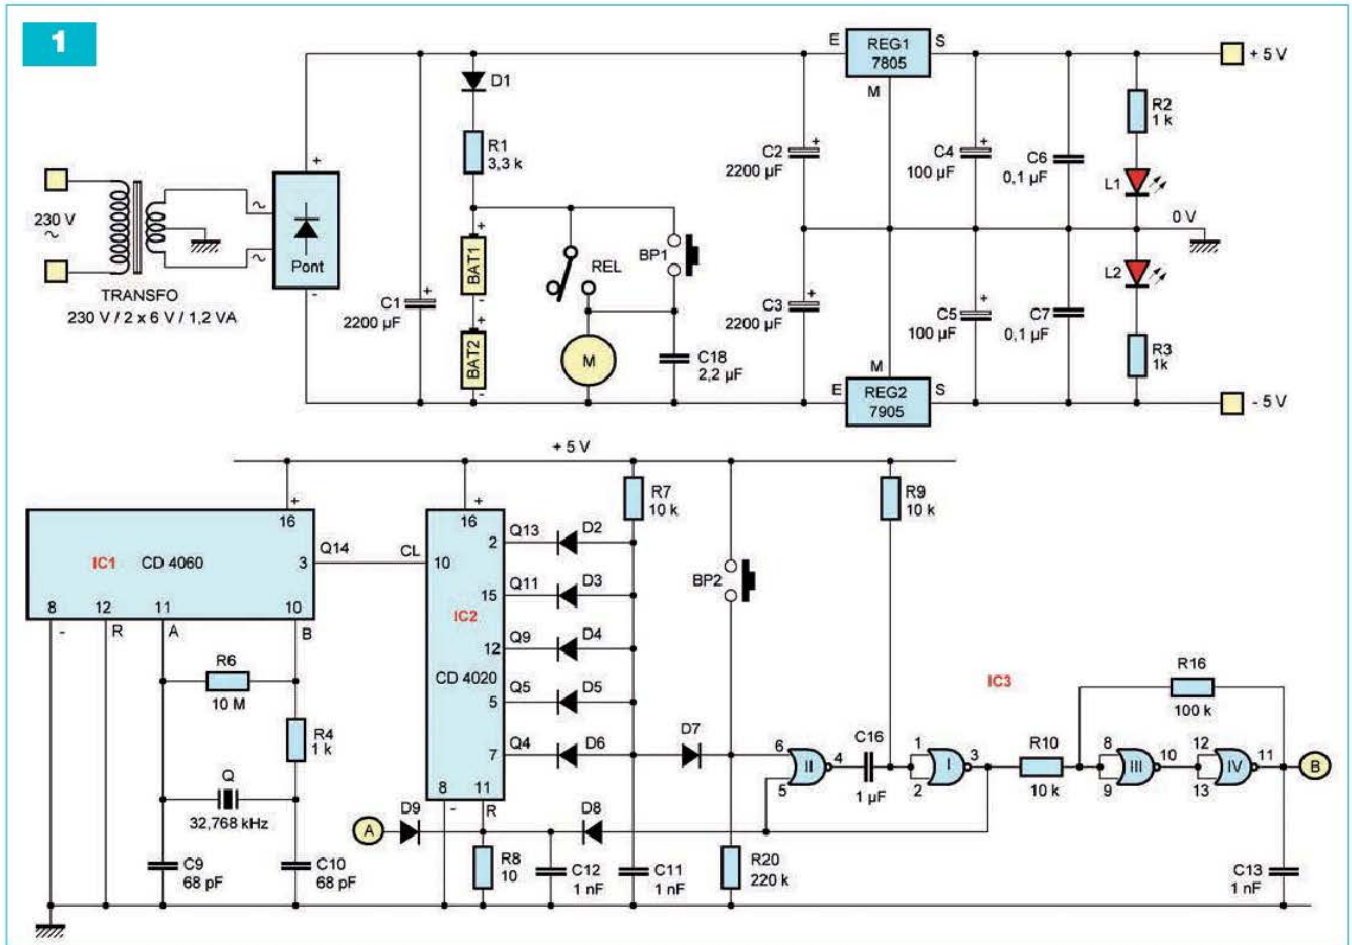 1
E
REG1
7805
S
M
+ 5 V
D1
R1
3,3 k
+
-
230 V
~
~
~
Pont
TRANSFO
230 V / 2 x 6 V / 1,2 VA
C1
+
2200 µF
+
BAT1
-
+
BAT2
-
REL
BP1
M
C18
2,2 µF
C2
+
2200 µF
C3
+
2200 µF
C4
+
100 µF
C5
+
100 µF
C6
0,1 µF
C7
0,1 µF
R2
1 k
L1
0 V
L2
R3
1k
M
E
REG2
7905
S
- 5 V
+ 5 V
+
16
IC1 CD 4060
3
Q14
8
12
11
10
-
R
A
B
R6
10 M
R4
1 k
Q
32,768 kHz
C9
68 pF
C10
68 pF
+
16
CL
10
IC2
CD 4020
2
Q13
D2
15
Q11
D3
12
Q9
D4
5
Q5
D5
7
Q4
D6
8
11
-
R
R7
10 k
BP2
R9
10 k
D7
6
5
II
4
C16
1 µF
1
2
I
3
IC3
R10
10 k
R16
100 k
8
9
III
10
12
13
IV
11
B
A
D9
D8
R8
10
C12
1 nF
C11
1 nF
R20
220 k
C13
1 nF